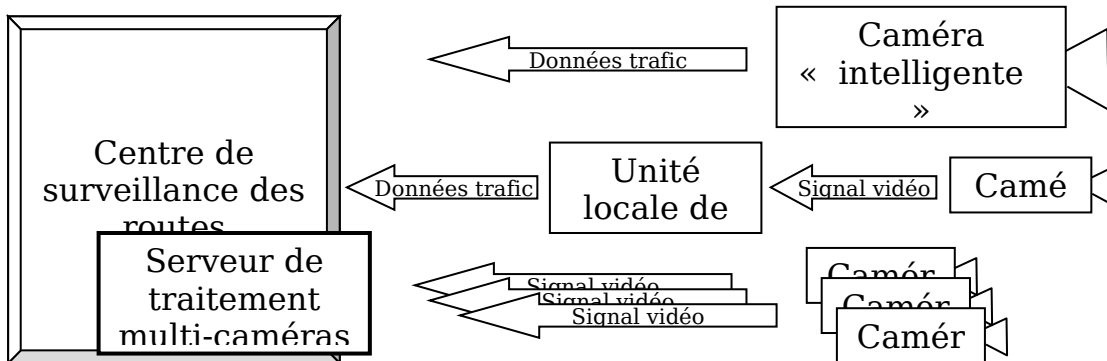 Données trafic
Caméra
« intelligente
»
Centre de
surveillance des
routes
Données trafic
Unité
locale de
Signal vidéo
Camé
Serveur de
traitement
multi-caméras
Signal vidéo
Signal vidéo
Signal vidéo
Camér
Camér
Camér